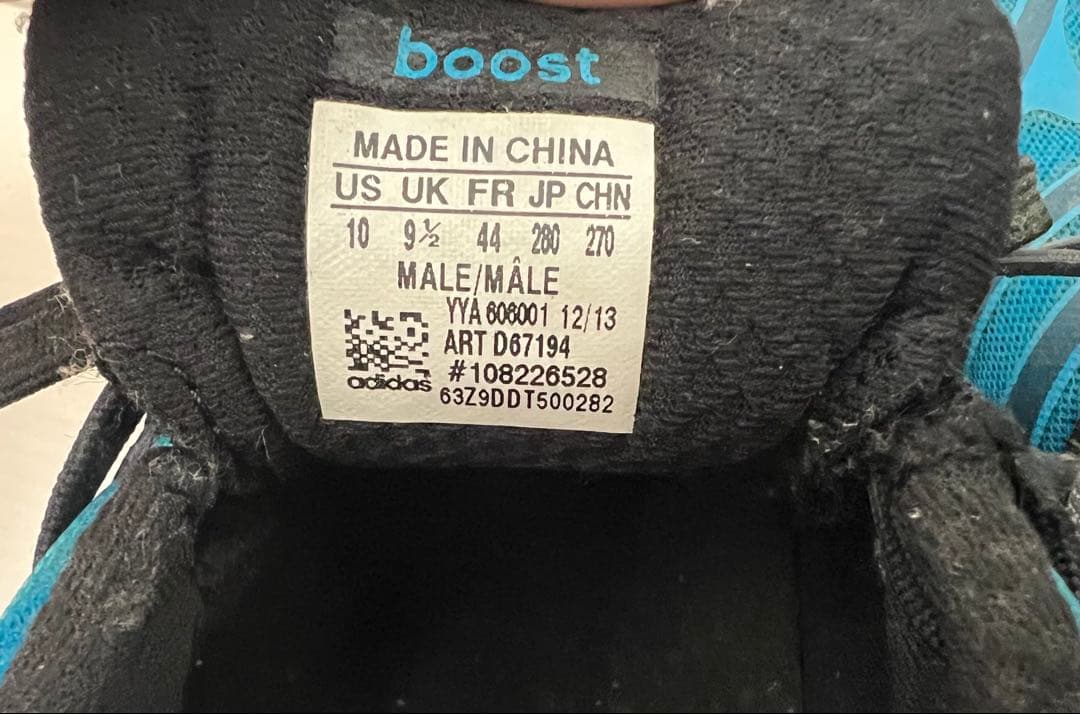 boost
MADE IN CHINA
US UK FR JP CHN
10 9½ 44 280 270
MALE/MÂLE
YYA 606001 12/13
ART D67194
#108226528
adidas
63Z9DDT500282